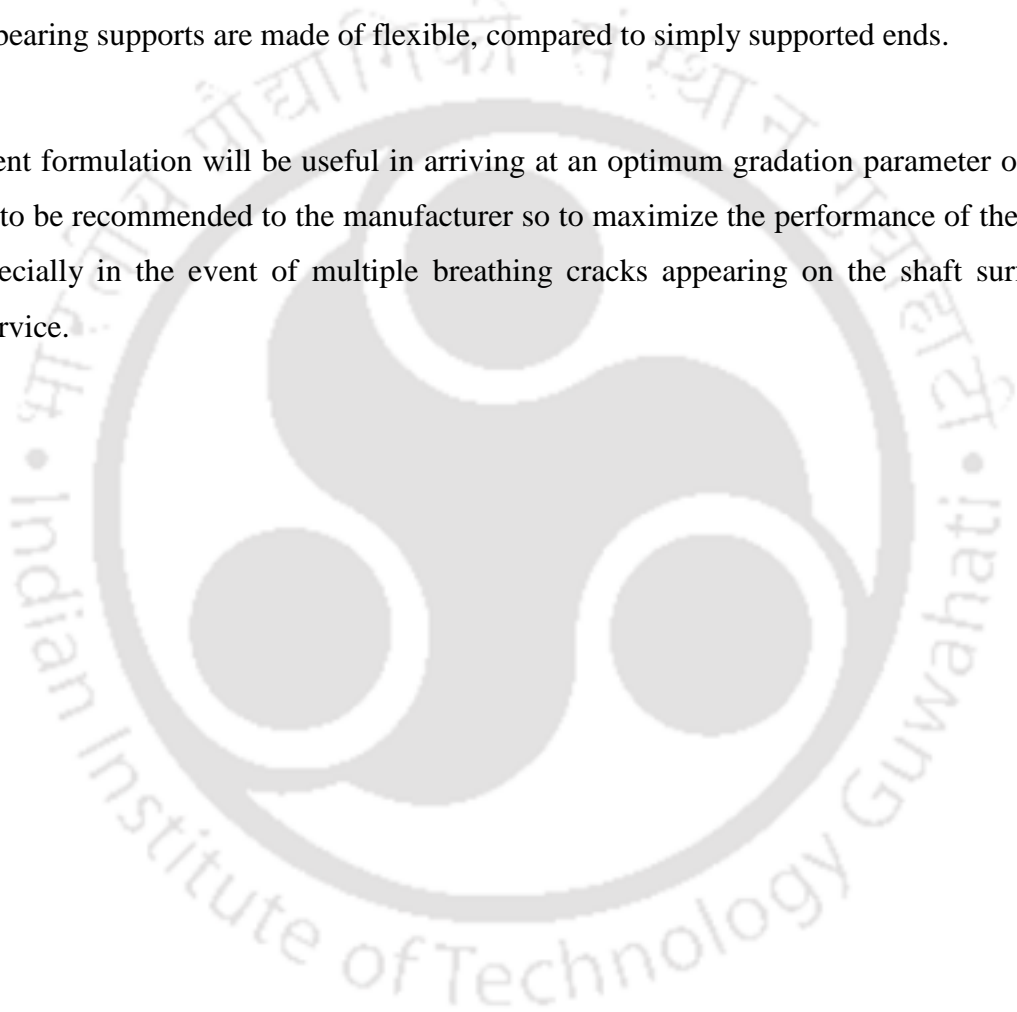 bearing supports are made of flexible, compared to simply supported ends.
ent formulation will be useful in arriving at an optimum gradation parameter o
to be recommended to the manufacturer so to maximize the performance of the
ecially in the event of multiple breathing cracks appearing on the shaft sur
rvice.
Indian Institute of Technology Guwahati